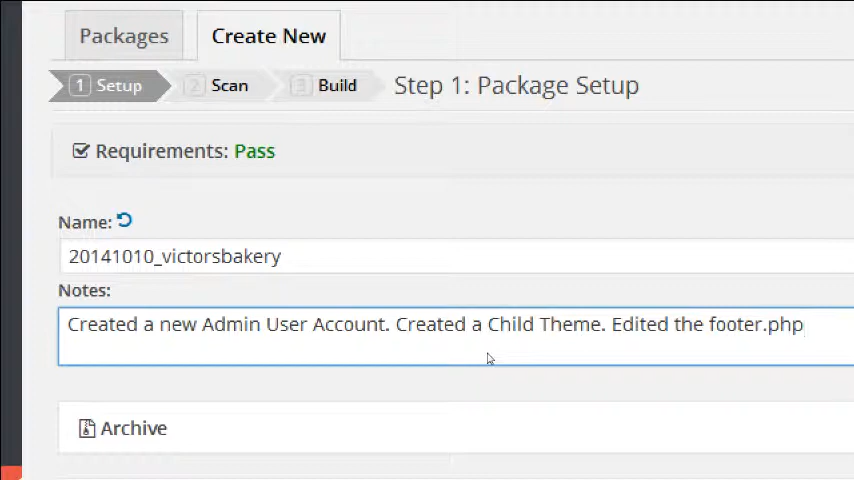 Packages Create New
1 Setup 2 Scan 3 Build Step 1: Package Setup
Requirements: Pass
Name:
20141010_victorsbakery
Notes:
Created a new Admin User Account. Created a Child Theme. Edited the footer.php
Archive